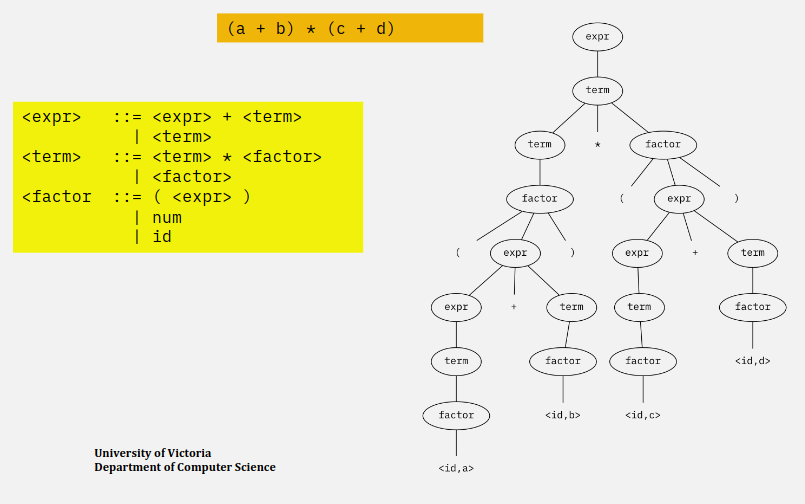 (a + b) * (c + d)
<expr> ::= <expr> + <term>
| <term>
<term> ::= <term> * <factor>
| <factor>
<factor ::= ( <expr> )
| num
| id
expr
term
term * factor
factor ( expr )
( expr ) expr + term
expr + term term factor
term factor factor <id,d>
factor <id,b> <id,c>
<id,a>
University of Victoria
Department of Computer Science